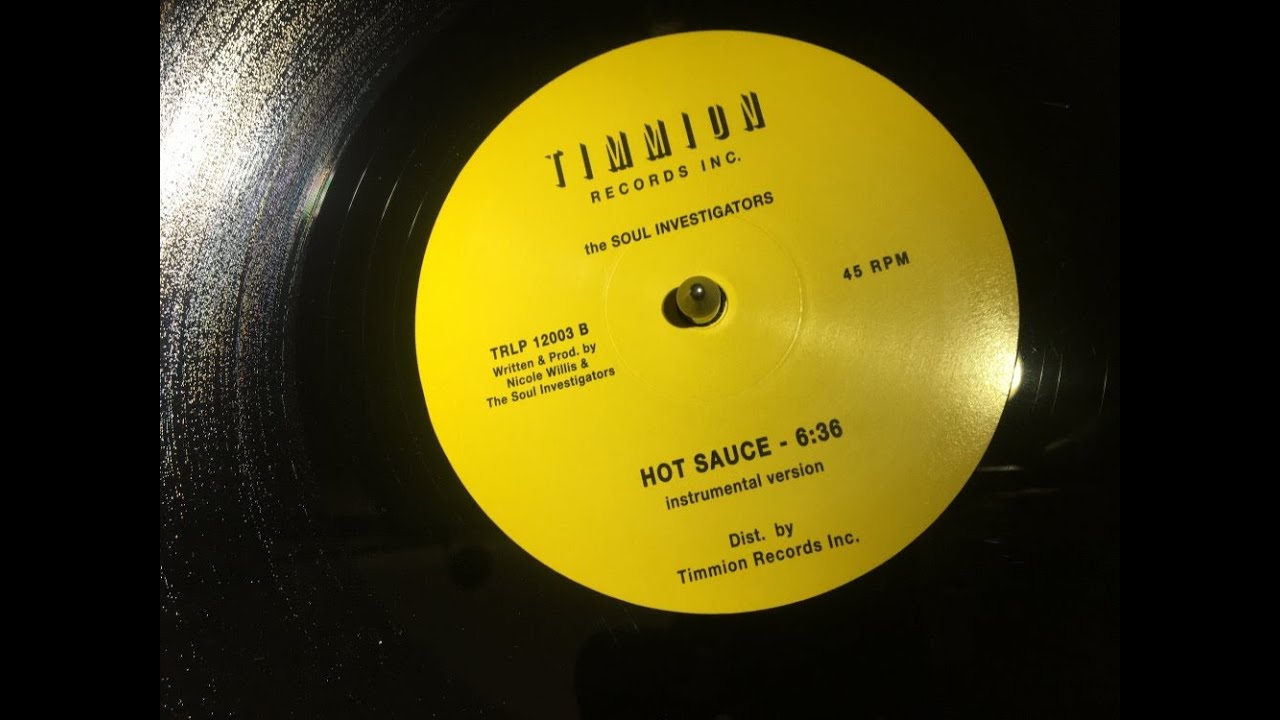 TIMMION
RECORDS INC.
the SOUL INVESTIGATORS
45 RPM
TRLP 12003 B
Written & Prod. by
Nicole Willis &
The Soul Investigators
HOT SAUCE - 6:36
instrumental version
Dist. by
Timmion Records Inc.